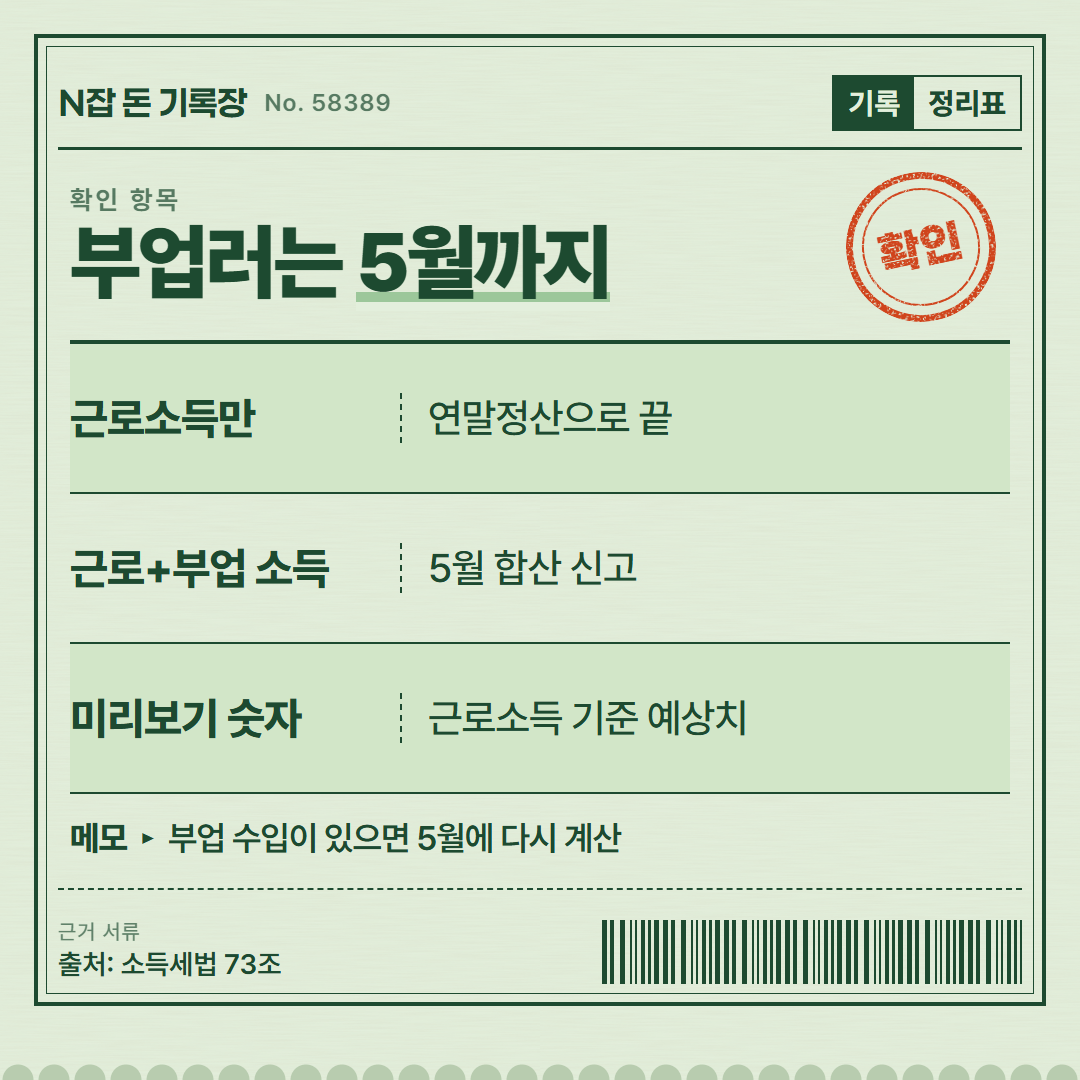 N잡 돈 기록장 No. 58389
기록 정리표
확인 항목
부업러는 5월까지
확인
근로소득만 연말정산으로 끝
근로+부업 소득 5월 합산 신고
미리보기 숫자 근로소득 기준 예상치
메모 ▸ 부업 수입이 있으면 5월에 다시 계산
근거 서류
출처: 소득세법 73조